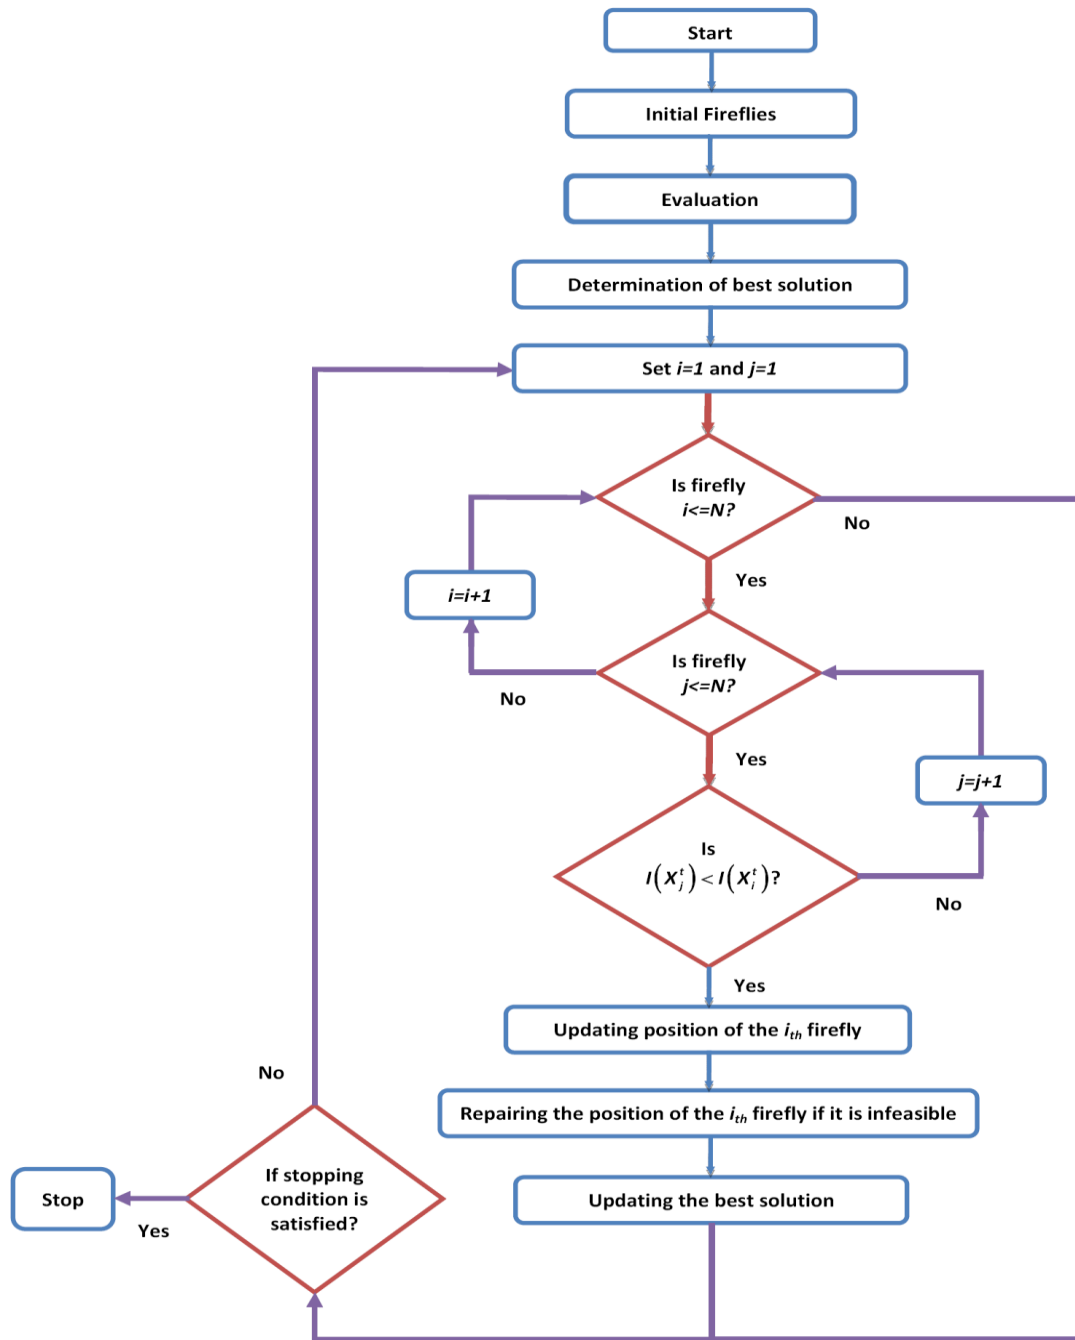 Start
Initial Fireflies
Evaluation
Determination of best solution
Set i=1 and j=1
Is firefly
i<=N?
No
Yes
i=i+1
Is firefly
j<=N?
No
Yes
j=j+1
Is
I(X_j^t) < I(X_i^t)?
No
Yes
Updating position of the i_th firefly
Repairing the position of the i_th firefly if it is infeasible
Updating the best solution
No
If stopping
condition is
satisfied?
Yes
Stop